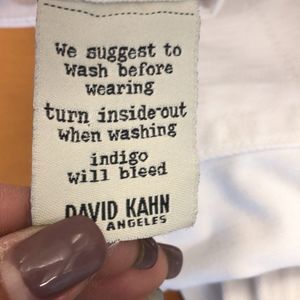 We suggest to
wash before
wearing
turn inside-out
when washing
indigo
will bleed
DAVID KAHN
ANGELES